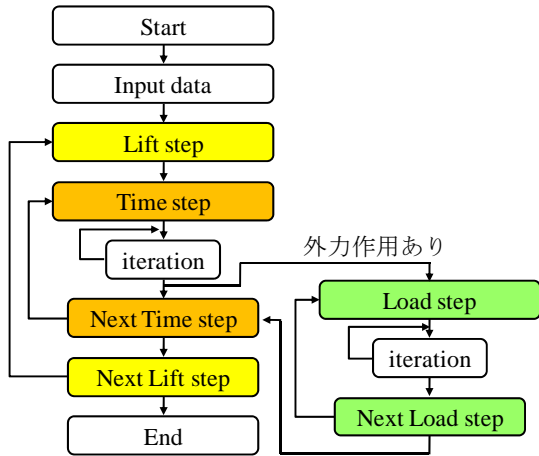 Start
Input data
Lift step
Time step
iteration
外力作用あり
Load step
Next Time step
iteration
Next Lift step
Next Load step
End